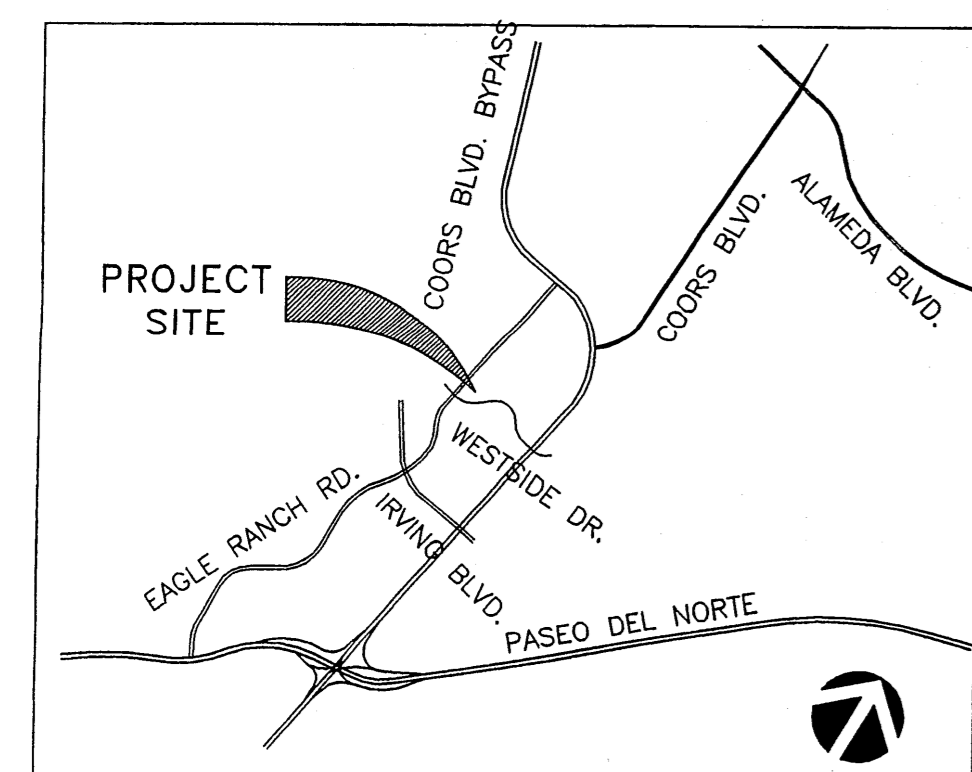 COORS BLVD. BYPASS
ALAMEDA BLVD.
COORS BLVD.
PROJECT
SITE
WESTSIDE DR.
EAGLE RANCH RD.
IRVING BLVD.
PASEO DEL NORTE